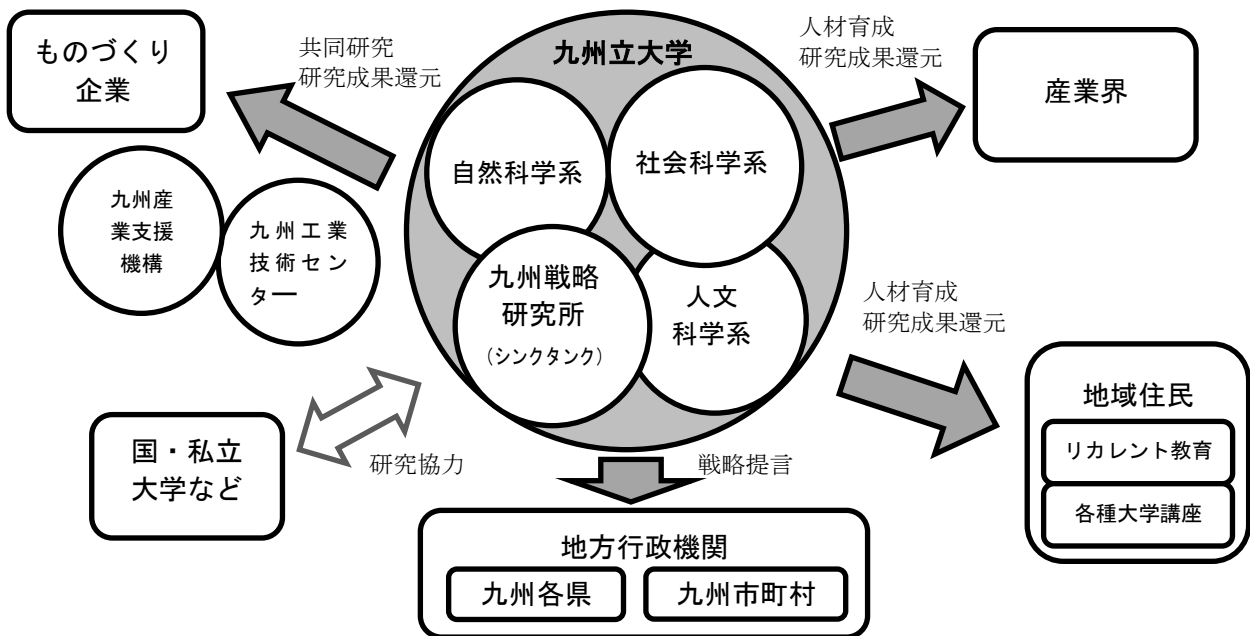 ものづくり
企業
共同研究
研究成果還元
九州立大学
人材育成
研究成果還元
産業界
自然科学系
社会科学系
九州産
業支援
機構
九州工業
技術セン
ター
九州戦略
研究所
(シンクタンク)
人文
科学系
人材育成
研究成果還元
地域住民
リカレント教育
各種大学講座
国・私立
大学など
研究協力
戦略提言
地方行政機関
九州各県
九州市町村